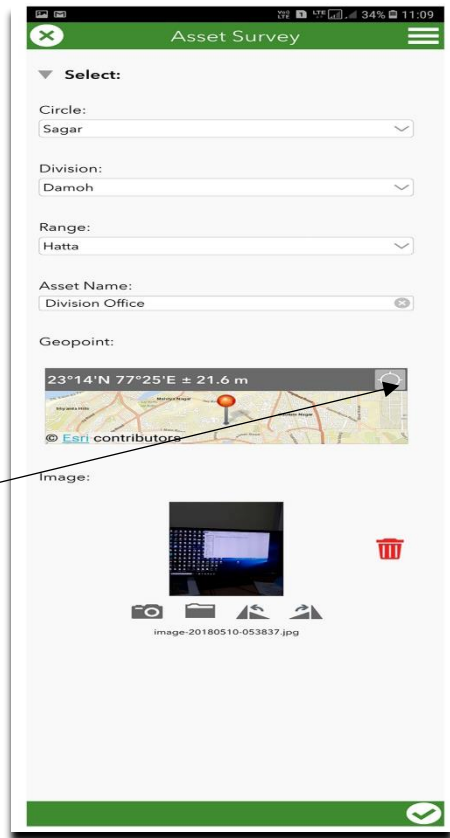 34% 11:09
Asset Survey
Select:
Circle:
Sagar
Division:
Damoh
Range:
Hatta
Asset Name:
Division Office
Geopoint:
23°14'N 77°25'E ± 21.6 m
© Esri contributors
Image:
image-20180510-053837.jpg